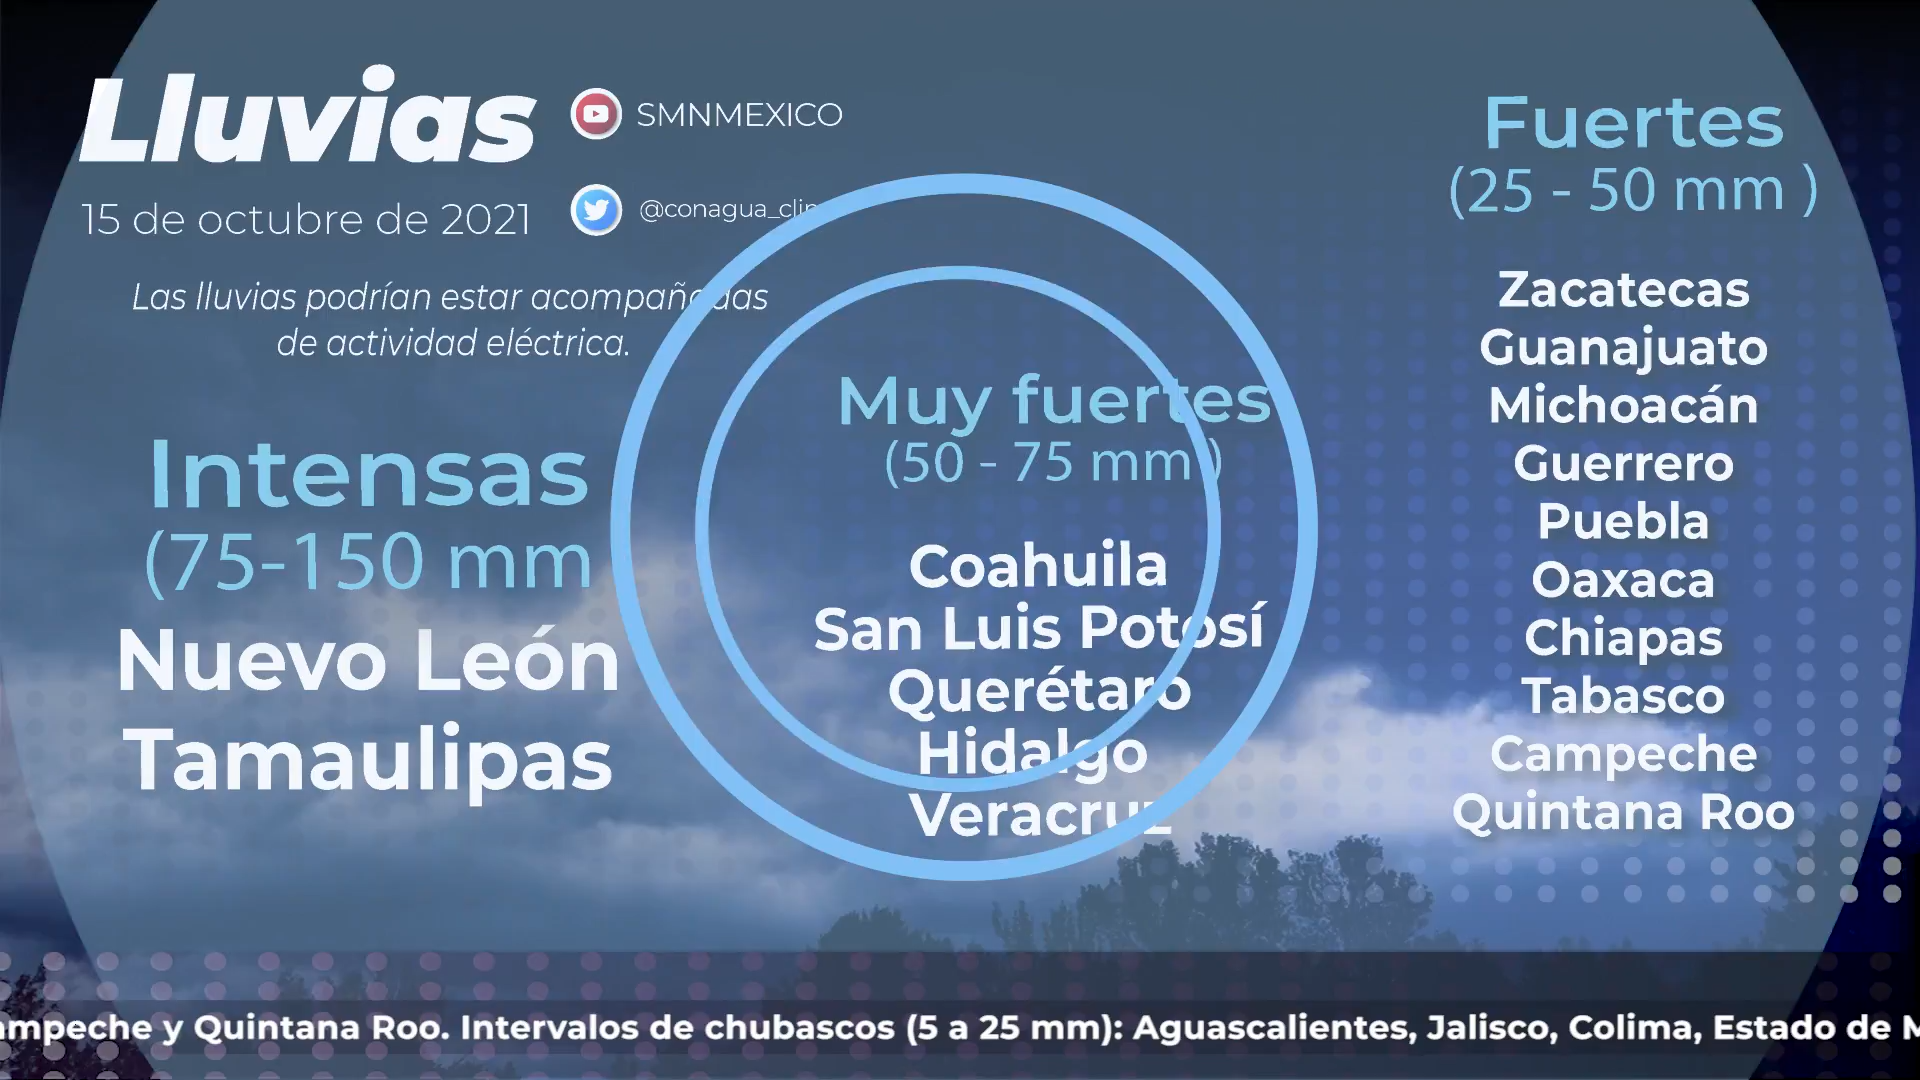 Lluvias
SMNMEXICO
15 de octubre de 2021
Las lluvias podrían estar acompañadas
de actividad eléctrica.
Intensas
(75-150 mm
Nuevo León
Tamaulipas
Muy fuertes
(50 - 75 mm )
Coahuila
San Luis Potosí
Querétaro
Hidalgo
Veracruz
Fuertes
(25 - 50 mm )
Zacatecas
Guanajuato
Michoacán
Guerrero
Puebla
Oaxaca
Chiapas
Tabasco
Campeche
Quintana Roo
y Quintana Roo. Intervalos de chubascos (5 a 25 mm): Aguascalientes, Jalisco, Colima, Estado de